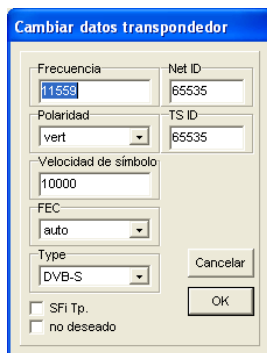 Cambiar datos transpondedor
Frecuencia
11559
Net ID
65535
Polaridad
vert
TS ID
65535
Velocidad de símbolo
10000
FEC
auto
Type
DVB-S
Cancelar
SFi Tp.
no deseado
OK